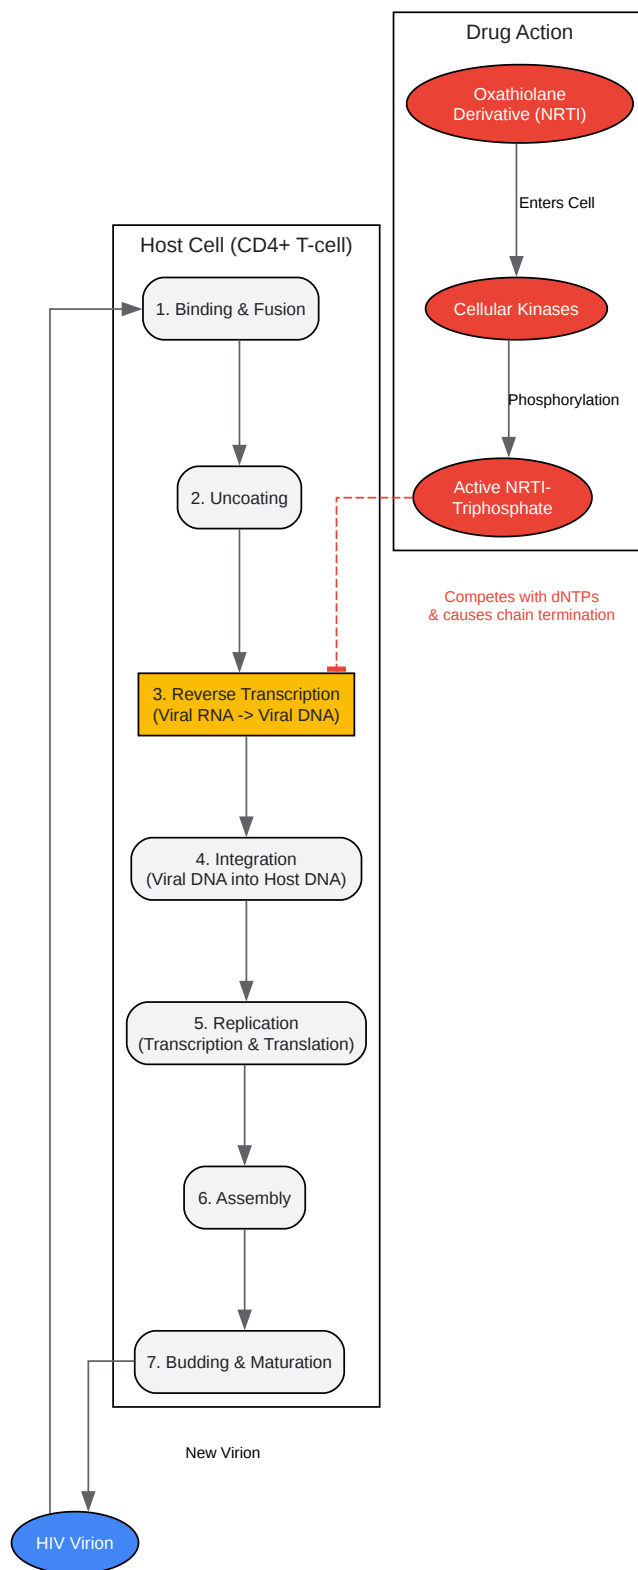 Drug Action
Oxathiolane
Derivative (NRTI)
Enters Cell
Host Cell (CD4+ T-cell)
1. Binding & Fusion
Cellular Kinases
Phosphorylation
2. Uncoating
Active NRTI-
Triphosphate
Competes with dNTPs
& causes chain termination
3. Reverse Transcription
(Viral RNA -> Viral DNA)
4. Integration
(Viral DNA into Host DNA)
5. Replication
(Transcription & Translation)
6. Assembly
7. Budding & Maturation
New Virion
HIV Virion